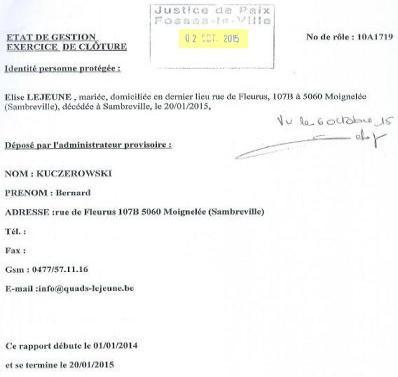 Justice de Paix
Fosses-la-Ville
ETAT DE GESTION
EXERCICE DE CLÔTURE
02 OCT. 2015
No de rôle : 10A1719
Identité personne protégée :
Elise LEJEUNE , mariée, domiciliée en dernier lieu rue de Fleurus, 107B à 5060 Moignelée
(Sambreville), décédée à Sambreville, le 20/01/2015,
Vu le 6 octobre 15
Déposé par l'administrateur provisoire :
NOM : KUCZEROWSKI
PRENOM : Bernard
ADRESSE :rue de Fleurus 107B 5060 Moignelée (Sambreville)
Tél. :
Fax :
Gsm : 0477/57.11.16
E-mail :info@quads-lejeune.be
Ce rapport débute le 01/01/2014
et se termine le 20/01/2015